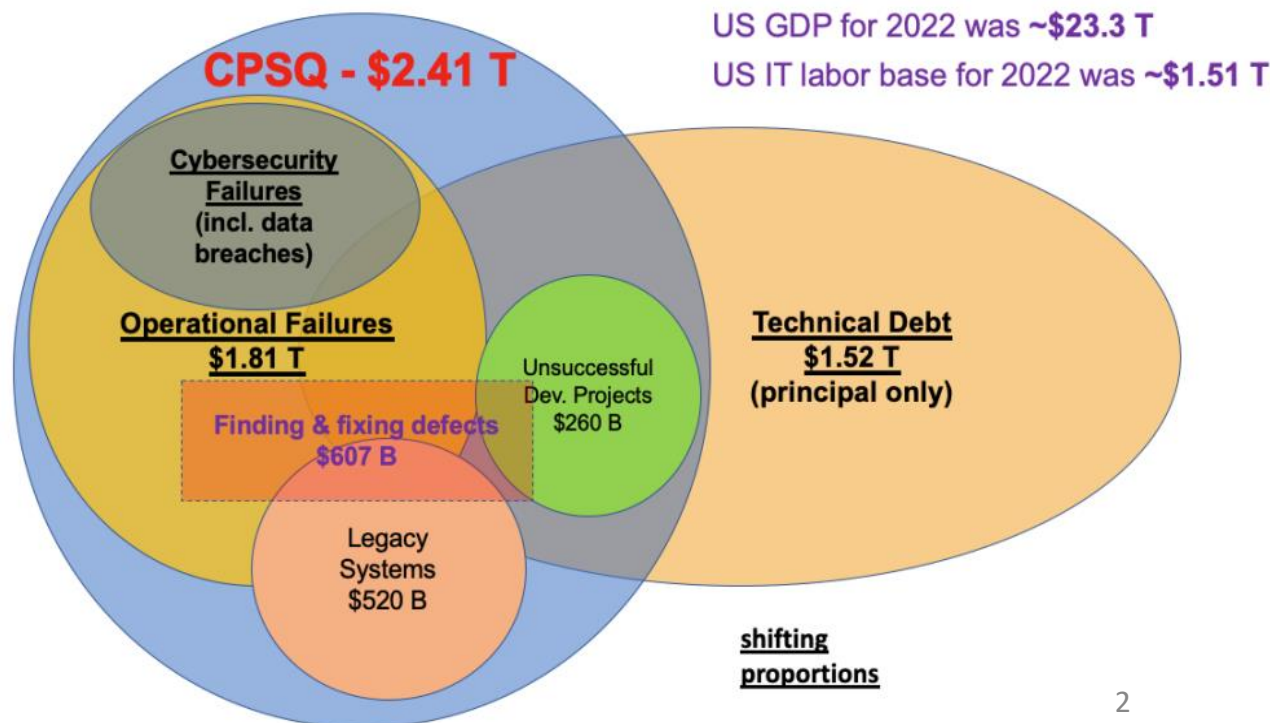 US GDP for 2022 was ~$23.3 T
US IT labor base for 2022 was ~$1.51 T
CPSQ - $2.41 T
Cybersecurity
Failures
(incl. data
breaches)
Operational Failures
$1.81 T
Finding & fixing defects
$607 B
Unsuccessful
Dev. Projects
$260 B
Technical Debt
$1.52 T
(principal only)
Legacy
Systems
$520 B
shifting
proportions
2